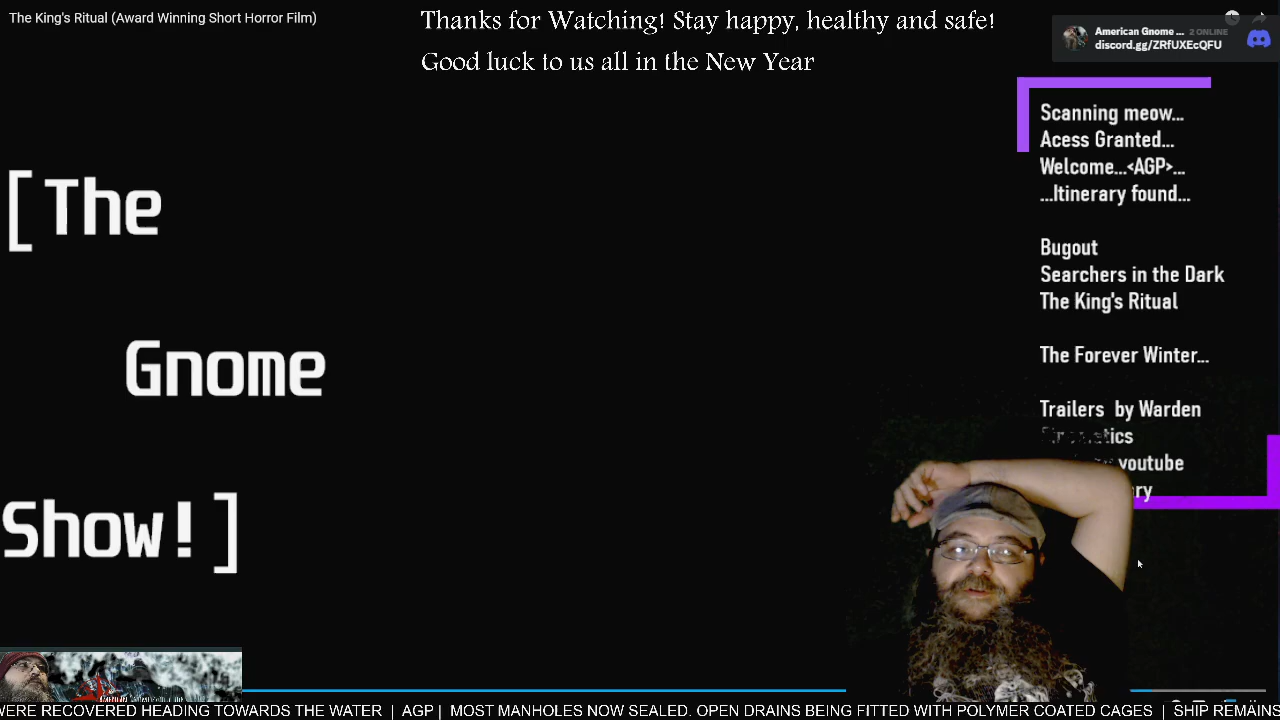 The King's Ritual (Award Winning Short Horror Film)
Thanks for Watching! Stay happy, healthy and safe!
Good luck to us all in the New Year
American Gnome ... 2 ONLINE
discord.gg/ZRfUXEcQFU
Scanning meow...
Acess Granted...
Welcome...<AGP>...
...Itinerary found...
Bugout
Searchers in the Dark
The King's Ritual
The Forever Winter...
Trailers by Warden
youtube
[The
Gnome
Show!]
WERE RECOVERED HEADING TOWARDS THE WATER | AGP | MOST MANHOLES NOW SEALED. OPEN DRAINS BEING FITTED WITH POLYMER COATED CAGES | SHIP REMAINS